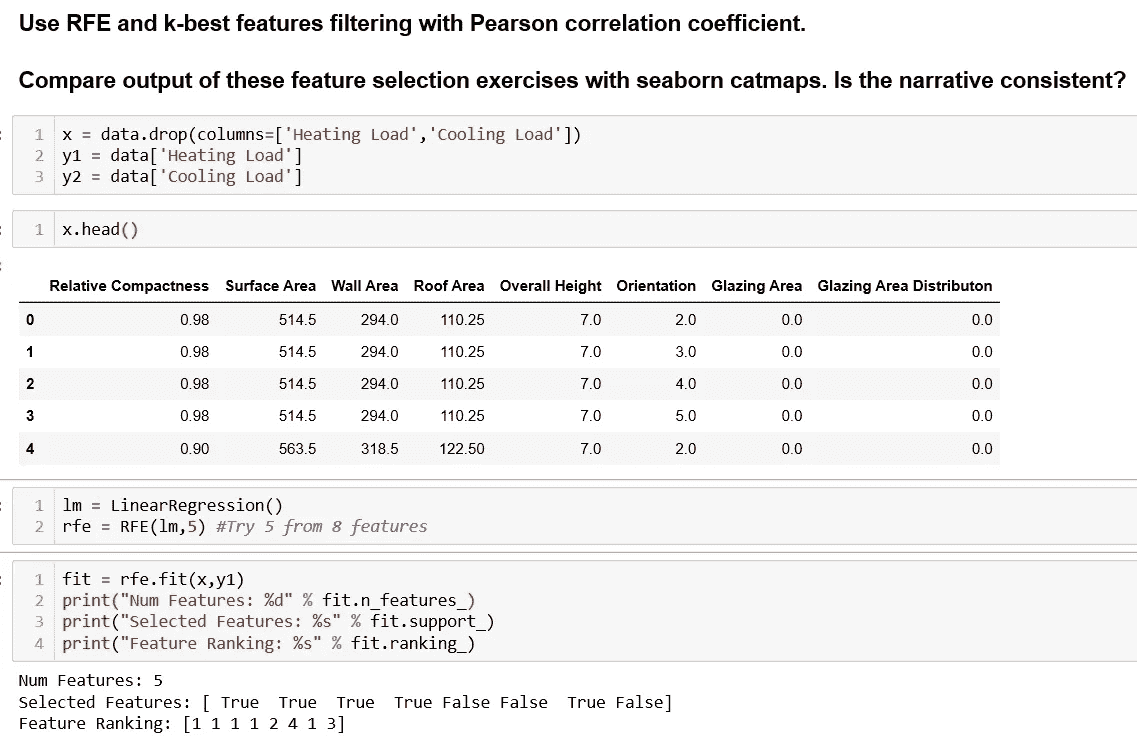 Use RFE and k-best features filtering with Pearson correlation coefficient.
Compare output of these feature selection exercises with seaborn catmaps. Is the narrative consistent?
1 x = data.drop(columns=['Heating Load','Cooling Load'])
2 y1 = data['Heating Load']
3 y2 = data['Cooling Load']
1 x.head()
Relative Compactness Surface Area Wall Area Roof Area Overall Height Orientation Glazing Area Glazing Area Distributon
0 0.98 514.5 294.0 110.25 7.0 2.0 0.0 0.0
1 0.98 514.5 294.0 110.25 7.0 3.0 0.0 0.0
2 0.98 514.5 294.0 110.25 7.0 4.0 0.0 0.0
3 0.98 514.5 294.0 110.25 7.0 5.0 0.0 0.0
4 0.90 563.5 318.5 122.50 7.0 2.0 0.0 0.0
1 lm = LinearRegression()
2 rfe = RFE(lm,5) #Try 5 from 8 features
1 fit = rfe.fit(x,y1)
2 print("Num Features: %d" % fit.n_features_)
3 print("Selected Features: %s" % fit.support_)
4 print("Feature Ranking: %s" % fit.ranking_)
Num Features: 5
Selected Features: [ True  True  True  True False False  True False]
Feature Ranking: [1 1 1 1 2 4 1 3]